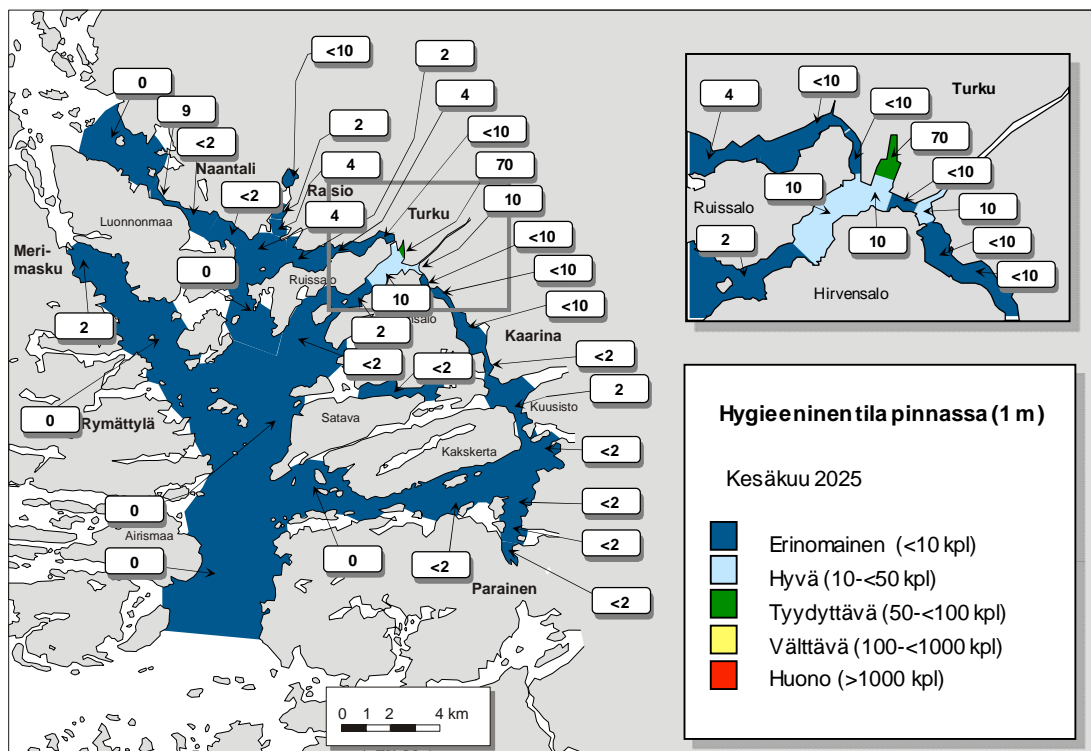 <10
2
0
4
9
<10
<2
2
70
Naantali
4
Raisio
10
<2
4
Turku
Luonnonmaa
<10
Meri-
masku
0
Ruissalo
<10
10
<10
2
2
salo
Kaarina
<2
<2
<2
0
2
Rymättylä
Satava
Kuusisto
Kakskerta
<2
0
<2
Airismaa
<2
0
0
<2
Parainen
<2
0 1 2 4 km
<10
<10
Turku
4
70
<10
10
Ruissalo
10
2
10
<10
<10
Hirvensalo
Hygieeninen tila pinnassa (1 m)
Kesäkuu 2025
Erinomainen (<10 kpl)
Hyvä (10-<50 kpl)
Tyydyttävä (50-<100 kpl)
Välttävä (100-<1000 kpl)
Huono (>1000 kpl)